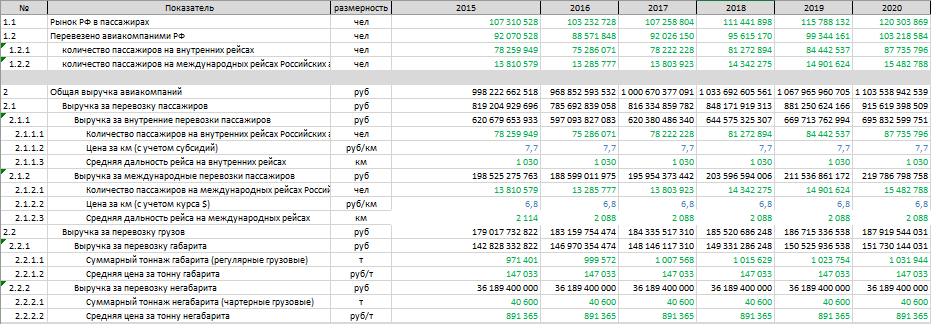 № Показатель размерность 2015 2016 2017 2018 2019 2020
1.1 Рынок РФ в пассажирах чел 107 310 528 103 232 728 107 258 804 111 441 898 115 788 132 120 303 869
1.2 Перевезено авиакомпаними РФ чел 92 070 528 88 571 848 92 026 150 95 615 170 99 344 161 103 218 584
1.2.1 количество пассажиров на внутренних рейсах чел 78 259 949 75 286 071 78 222 228 81 272 894 84 442 537 87 735 796
1.2.2 количество пассажиров на международных рейсах Российских а чел 13 810 579 13 285 777 13 803 923 14 342 275 14 901 624 15 482 788
2 Общая выручка авиакомпаний руб 998 222 662 518 968 852 593 532 1 000 670 377 091 1 033 692 605 561 1 067 965 960 705 1 103 538 942 539
2.1 Выручка за перевозку пассажиров руб 819 204 929 696 785 692 839 058 816 334 859 782 848 171 919 313 881 250 624 166 915 619 398 509
2.1.1 Выручка за внутренние перевозки пассажиров руб 620 679 653 933 597 093 827 083 620 380 486 340 644 575 325 307 669 713 762 994 695 832 599 751
2.1.1.1 Количество пассажиров на внутренних рейсах Российских а чел 78 259 949 75 286 071 78 222 228 81 272 894 84 442 537 87 735 796
2.1.1.2 Цена за км (с учетом субсидий) руб/км 7,7 7,7 7,7 7,7 7,7 7,7
2.1.1.3 Средняя дальность рейса на внутренних рейсах км 1 030 1 030 1 030 1 030 1 030 1 030
2.1.2 Выручка за международные перевозки пассажиров руб 198 525 275 763 188 599 011 975 195 954 373 442 203 596 594 006 211 536 861 172 219 786 798 758
2.1.2.1 Количество пассажиров на международных рейсах Россий чел 13 810 579 13 285 777 13 803 923 14 342 275 14 901 624 15 482 788
2.1.2.2 Цена за км (с учетом курса $) руб/км 6,8 6,8 6,8 6,8 6,8 6,8
2.1.2.3 Средняя дальность рейса на международных рейсах км 2 114 2 088 2 088 2 088 2 088 2 088
2.2 Выручка за перевозку грузов руб 179 017 732 822 183 159 754 474 184 335 517 310 185 520 686 248 186 715 336 538 187 919 544 031
2.2.1 Выручка за перевозку габарита руб 142 828 332 822 146 970 354 474 148 146 117 310 149 331 286 248 150 525 936 538 151 730 144 031
2.2.1.1 Суммарный тоннаж габарита (регулярные грузовые) т 971 401 999 572 1 007 568 1 015 629 1 023 754 1 031 944
2.2.1.2 Средняя цена за тонну габарита руб/т 147 033 147 033 147 033 147 033 147 033 147 033
2.2.2 Выручка за перевозку негабарита руб 36 189 400 000 36 189 400 000 36 189 400 000 36 189 400 000 36 189 400 000 36 189 400 000
2.2.2.1 Суммарный тоннаж негабарита (чартерные грузовые) т 40 600 40 600 40 600 40 600 40 600 40 600
2.2.2.2 Средняя цена за тонну негабарита руб/т 891 365 891 365 891 365 891 365 891 365 891 365